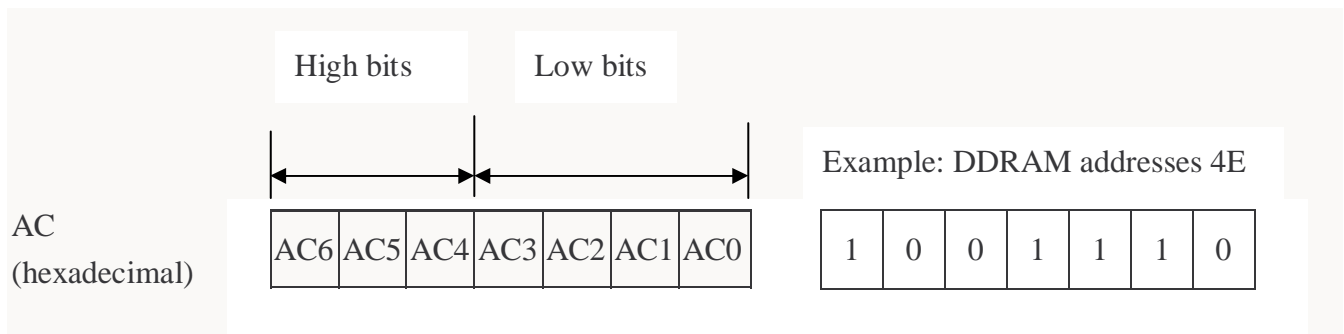 High bits Low bits
Example: DDRAM addresses 4E
AC
(hexadecimal)
AC6 AC5 AC4 AC3 AC2 AC1 AC0 1 0 0 1 1 1 0